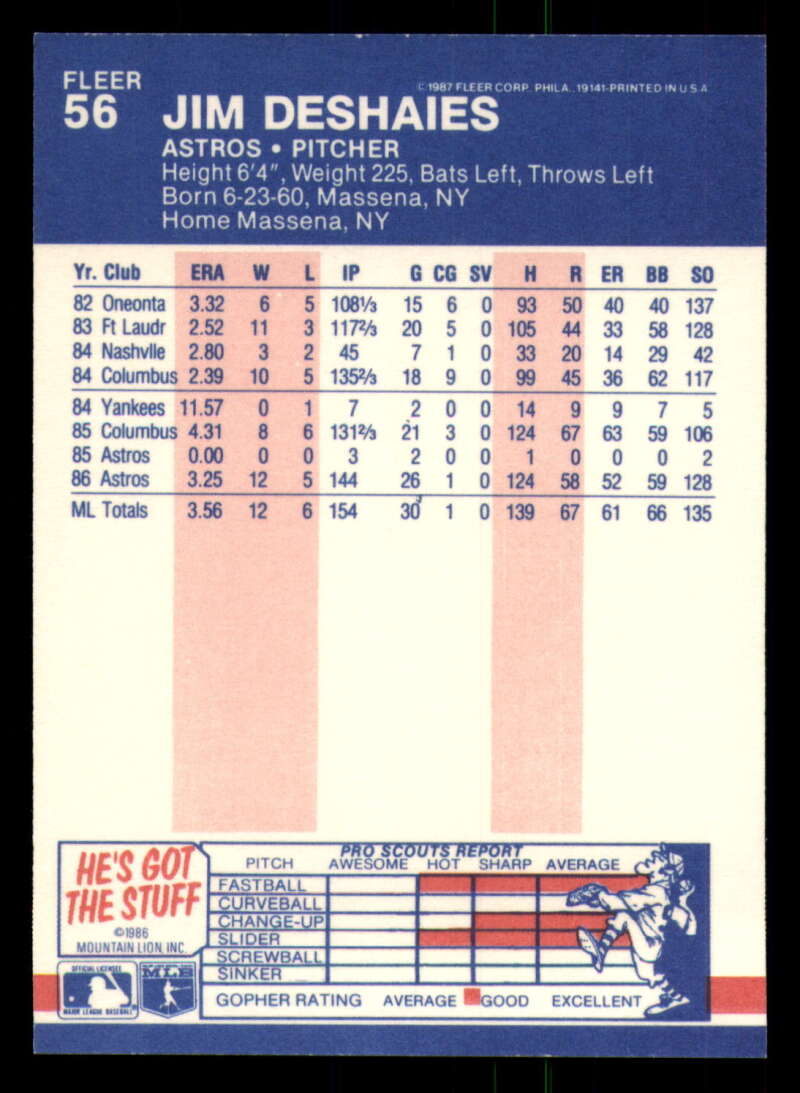 FLEER
56
© 1987 FLEER CORP. PHILA. 19141-PRINTED IN U S A
JIM DESHAIES
ASTROS • PITCHER
Height 6'4", Weight 225, Bats Left, Throws Left
Born 6-23-60, Massena, NY
Home Massena, NY
Yr. Club ERA W L IP G CG SV H R ER BB SO
82 Oneonta 3.32 6 5 108⅓ 15 6 0 93 50 40 40 137
83 Ft Laudr 2.52 11 3 117⅔ 20 5 0 105 44 33 58 128
84 Nashvlle 2.80 3 2 45 7 1 0 33 20 14 29 42
84 Columbus 2.39 10 5 135⅔ 18 9 0 99 45 36 62 117
84 Yankees 11.57 0 1 7 2 0 0 14 9 9 7 5
85 Columbus 4.31 8 6 131⅔ 21 3 0 124 67 63 59 106
85 Astros 0.00 0 0 3 2 0 0 1 0 0 0 2
86 Astros 3.25 12 5 144 26 1 0 124 58 52 59 128
ML Totals 3.56 12 6 154 30 1 0 139 67 61 66 135
HE'S GOT
THE STUFF
©1986
MOUNTAIN LION, INC.
OFFICIAL LICENSEE
MAJOR LEAGUE BASEBALL
MLB
PRO SCOUTS REPORT
PITCH AWESOME HOT SHARP AVERAGE
FASTBALL
CURVEBALL
CHANGE-UP
SLIDER
SCREWBALL
SINKER
GOPHER RATING AVERAGE GOOD EXCELLENT